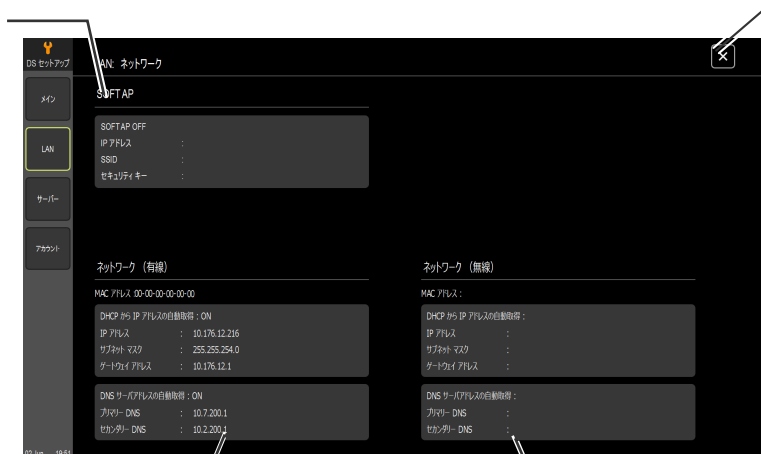 DS セットアップ
LAN: ネットワーク
メイン
LAN
サーバー
アカウント
SOFT AP
SOFT AP OFF
IP アドレス :
SSID :
セキュリティ キー :
ネットワーク （有線）
MAC アドレス :00-00-00-00-00-00
DHCP から IP アドレスの自動取得 : ON
IP アドレス : 10.176.12.216
サブネット マスク : 255.255.254.0
ゲートウェイ アドレス : 10.176.12.1
DNS サーバアドレスの自動取得 : ON
プリマリー DNS : 10.7.200.1
セカンダリー DNS : 10.2.200.1
ネットワーク （無線）
MAC アドレス :
DHCP から IP アドレスの自動取得 :
IP アドレス :
サブネット マスク :
ゲートウェイ アドレス :
DNS サーバアドレスの自動取得 :
プリマリー DNS :
セカンダリー DNS :